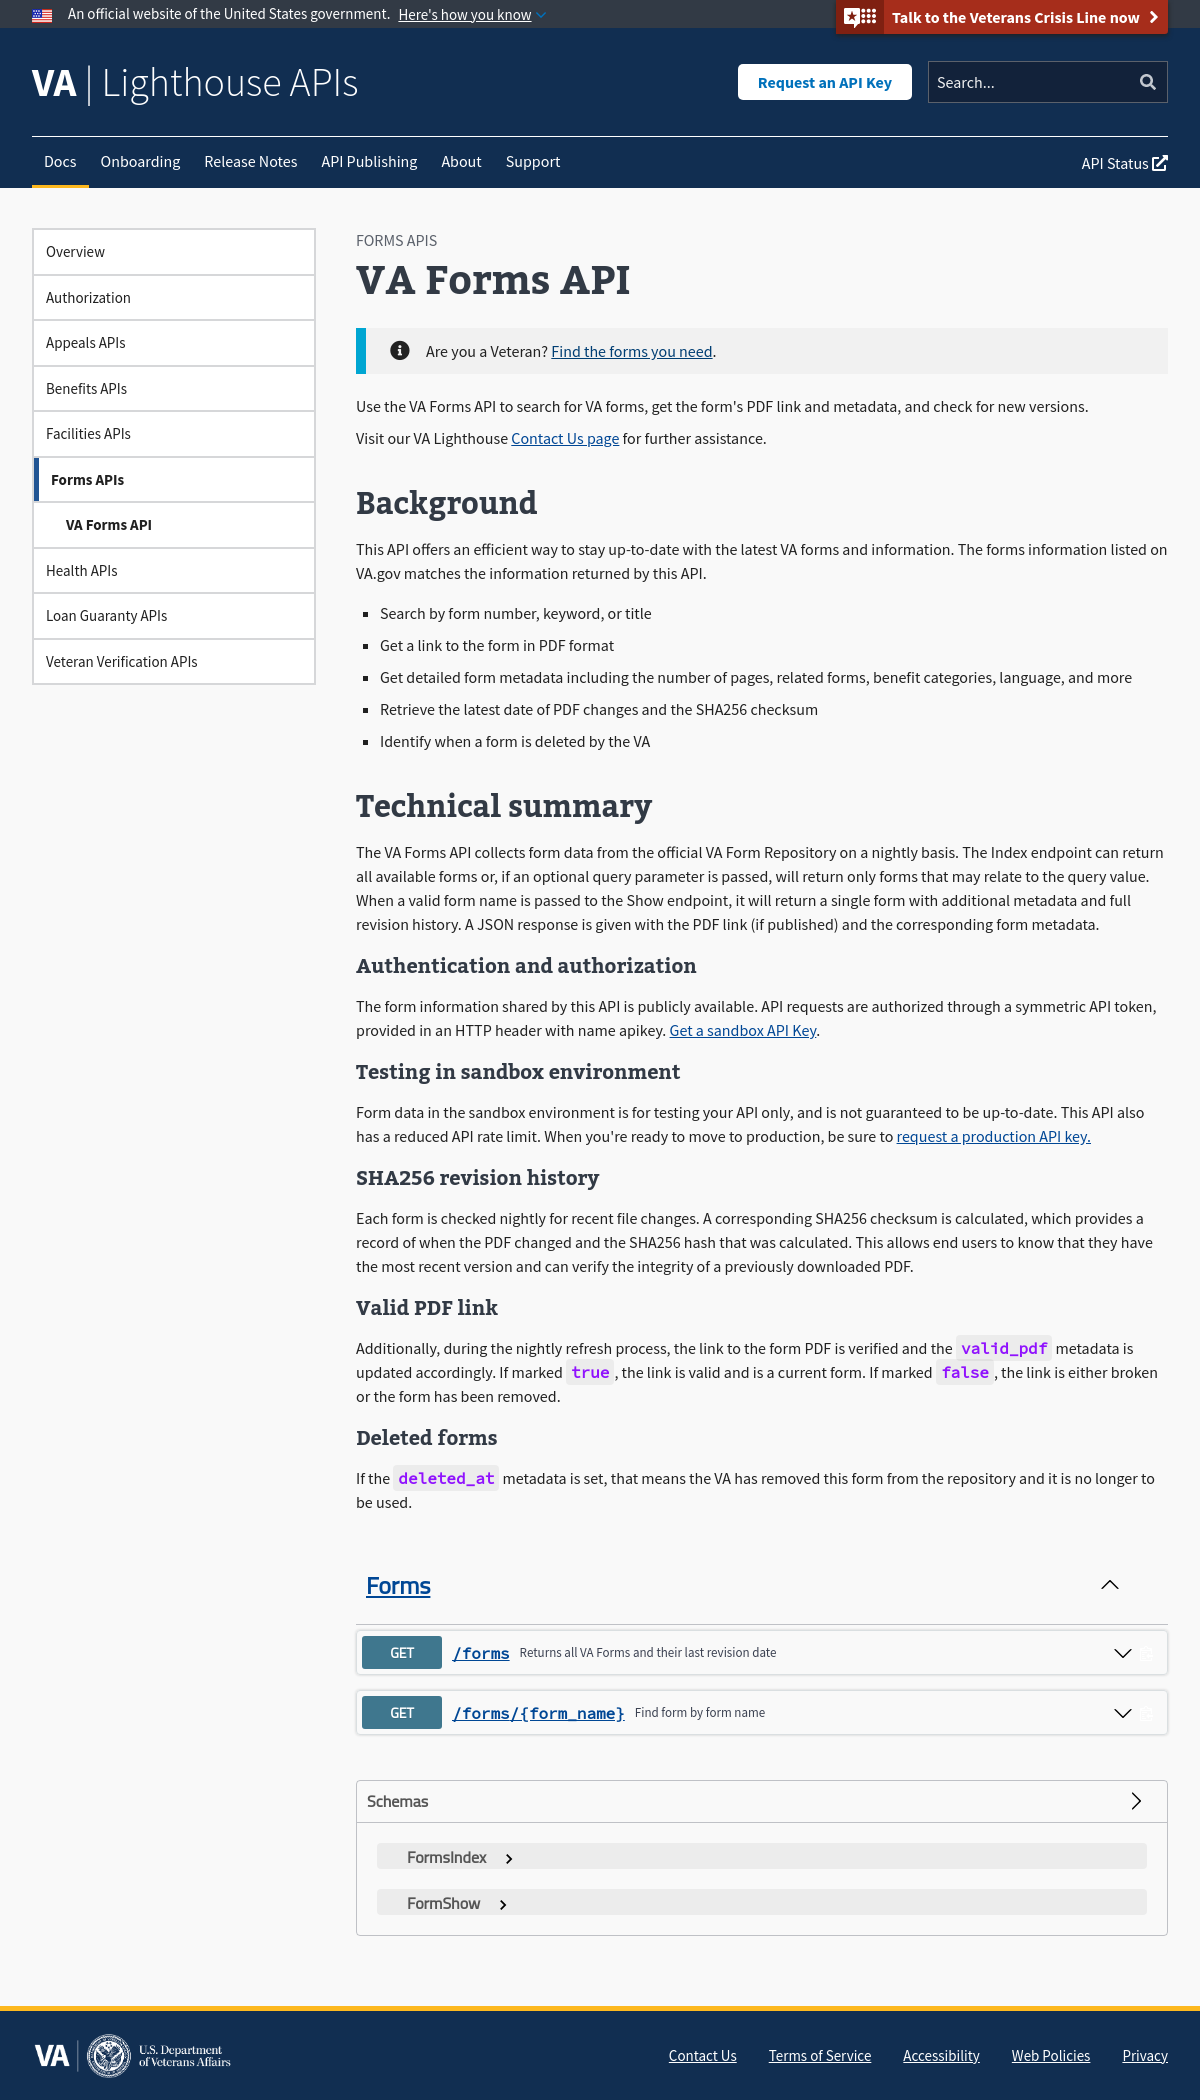 An official website of the United States government. Here's how you know
Talk to the Veterans Crisis Line now
VA | Lighthouse APIs
Request an API Key
Search...
Docs Onboarding Release Notes API Publishing About Support
API Status
Overview
Authorization
Appeals APIs
Benefits APIs
Facilities APIs
Forms APIs
VA Forms API
Health APIs
Loan Guaranty APIs
Veteran Verification APIs
FORMS APIS
VA Forms API
Are you a Veteran? Find the forms you need.
Use the VA Forms API to search for VA forms, get the form's PDF link and metadata, and check for new versions.
Visit our VA Lighthouse Contact Us page for further assistance.
Background
This API offers an efficient way to stay up-to-date with the latest VA forms and information. The forms information listed on
VA.gov matches the information returned by this API.
Search by form number, keyword, or title
Get a link to the form in PDF format
Get detailed form metadata including the number of pages, related forms, benefit categories, language, and more
Retrieve the latest date of PDF changes and the SHA256 checksum
Identify when a form is deleted by the VA
Technical summary
The VA Forms API collects form data from the official VA Form Repository on a nightly basis. The Index endpoint can return
all available forms or, if an optional query parameter is passed, will return only forms that may relate to the query value.
When a valid form name is passed to the Show endpoint, it will return a single form with additional metadata and full
revision history. A JSON response is given with the PDF link (if published) and the corresponding form metadata.
Authentication and authorization
The form information shared by this API is publicly available. API requests are authorized through a symmetric API token,
provided in an HTTP header with name apikey. Get a sandbox API Key.
Testing in sandbox environment
Form data in the sandbox environment is for testing your API only, and is not guaranteed to be up-to-date. This API also
has a reduced API rate limit. When you're ready to move to production, be sure to request a production API key.
SHA256 revision history
Each form is checked nightly for recent file changes. A corresponding SHA256 checksum is calculated, which provides a
record of when the PDF changed and the SHA256 hash that was calculated. This allows end users to know that they have
the most recent version and can verify the integrity of a previously downloaded PDF.
Valid PDF link
Additionally, during the nightly refresh process, the link to the form PDF is verified and the valid_pdf metadata is
updated accordingly. If marked true, the link is valid and is a current form. If marked false, the link is either broken
or the form has been removed.
Deleted forms
If the deleted_at metadata is set, that means the VA has removed this form from the repository and it is no longer to
be used.
Forms
GET /forms Returns all VA Forms and their last revision date
GET /forms/{form_name} Find form by form name
Schemas
FormsIndex
FormShow
VA | U.S. Department
of Veterans Affairs
Contact Us Terms of Service Accessibility Web Policies Privacy